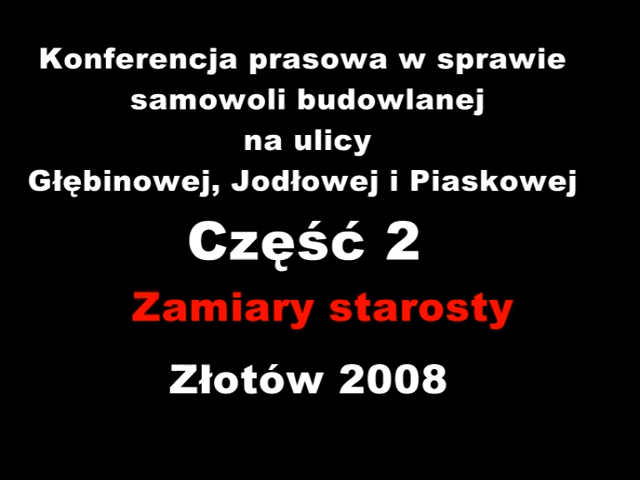 Konferencja prasowa w sprawie
samowoli budowlanej
na ulicy
Głębinowej, Jodłowej i Piaskowej
Część 2
Zamiary starosty
Złotów 2008